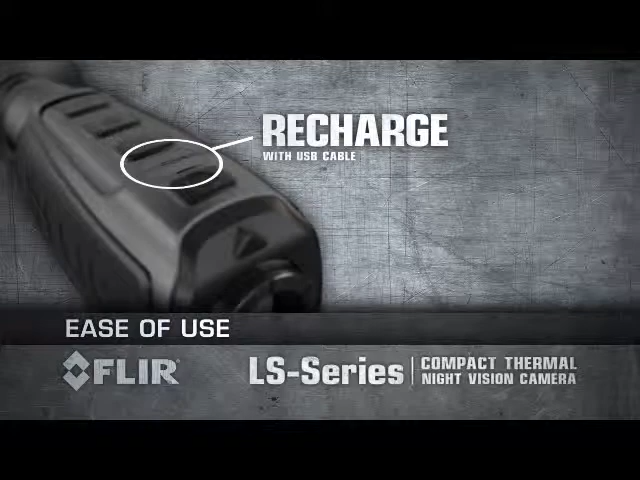 RECHARGE
WITH USB CABLE
EASE OF USE
FLIR
LS-Series
COMPACT THERMAL
NIGHT VISION CAMERA